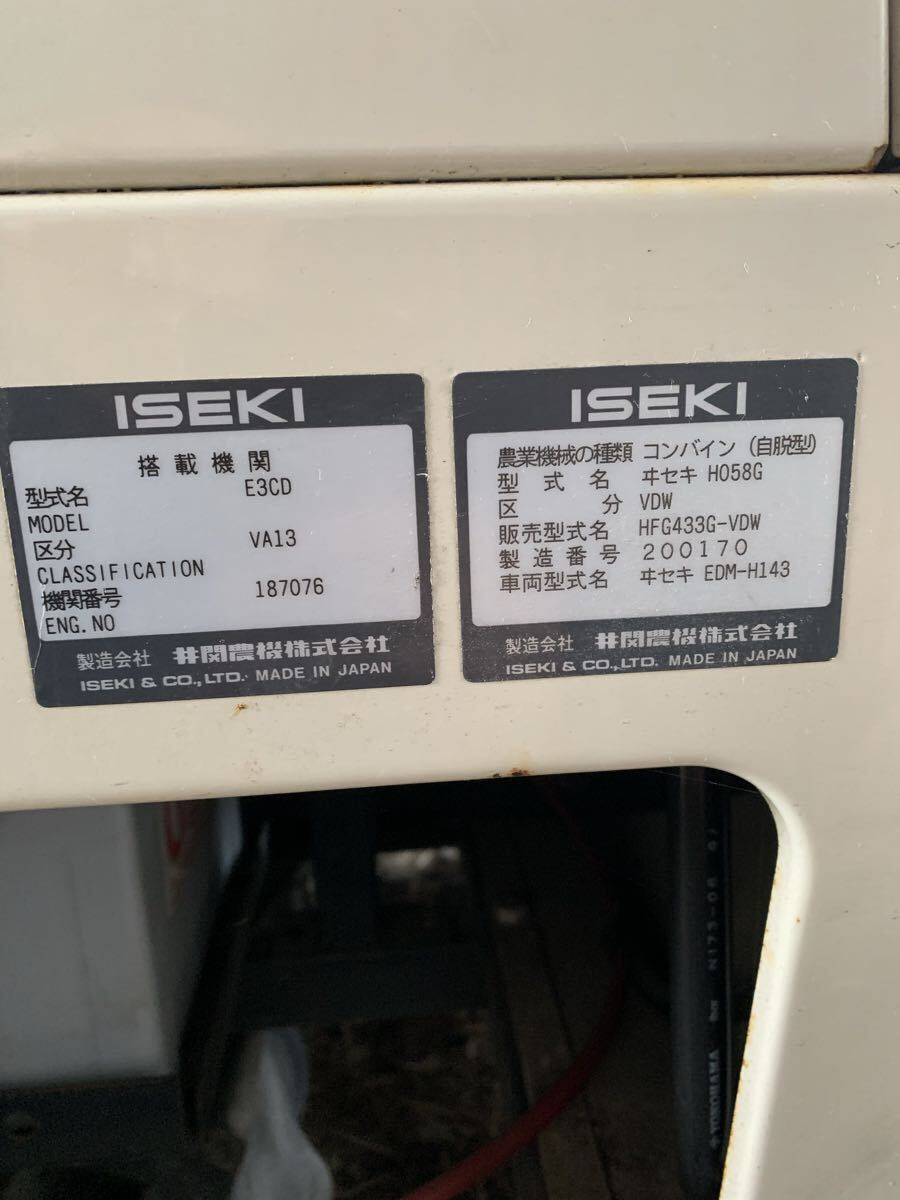 ISEKI
搭載機関
型式名 E3CD
MODEL
区分 VA13
CLASSIFICATION
機関番号 187076
ENG.NO
製造会社 井関農機株式会社
ISEKI & CO., LTD. MADE IN JAPAN
ISEKI
農業機械の種類 コンバイン (自脱型)
型式名 ヰセキ HO58G
区分 VDW
販売型式名 HFG433G-VDW
製造番号 200170
車両型式名 ヰセキ EDM-H143
製造会社 井関農機株式会社
ISEKI & CO., LTD. MADE IN JAPAN
YOKOHAMA